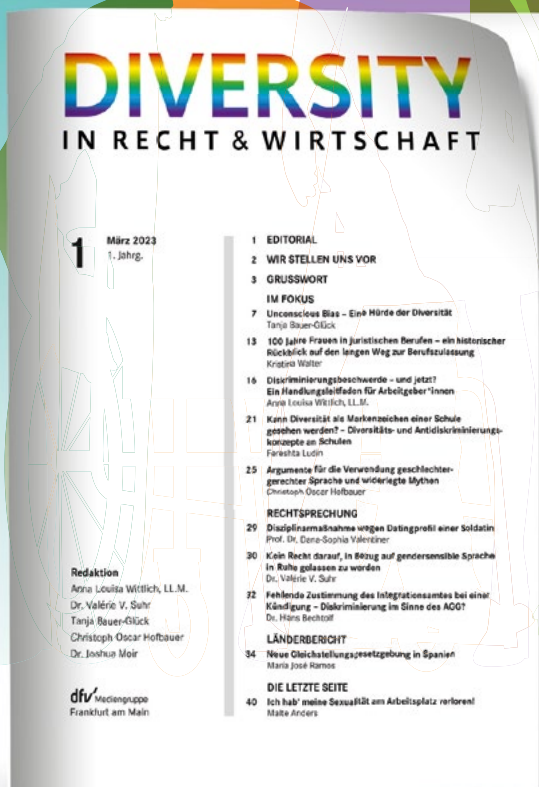 DIVERSITY
IN RECHT & WIRTSCHAFT
1
März 2023
1. Jahrg.
1 EDITORIAL
2 WIR STELLEN UNS VOR
3 GRUSSWORT
IM FOKUS
7 Unconscious Bias – Eine Hürde der Diversität
Tanja Bauer-Glück
13 100 Jahre Frauen in juristischen Berufen – ein historischer
Rückblick auf den langen Weg zur Berufszulassung
Kristina Walter
16 Diskriminierungsbeschwerde – und jetzt?
Ein Handlungsleitfaden für Arbeitgeber*innen
Anna Louisa Wittlich, LL.M.
21 Kann Diversität als Markenzeichen einer Schule
gesehen werden? – Diversitäts- und Antidiskriminierungs-
konzepte an Schulen
Fereshta Ludin
25 Argumente für die Verwendung geschlechter-
gerechter Sprache und widerlegte Mythen
Christoph Oscar Hofbauer
RECHTSPRECHUNG
29 Disziplinarmaßnahme wegen Datingprofil einer Soldatin
Prof. Dr. Dana-Sophia Valentiner
30 Kein Recht darauf, in Bezug auf gendersensible Sprache
in Ruhe gelassen zu werden
Dr. Valérie V. Suhr
32 Fehlende Zustimmung des Integrationsamtes bei einer
Kündigung – Diskriminierung im Sinne des AGG?
Dr. Hans Bechtolf
LÄNDERBERICHT
34 Neue Gleichstellungsgesetzgebung in Spanien
María José Ramos
DIE LETZTE SEITE
40 Ich hab' meine Sexualität am Arbeitsplatz verloren!
Malte Anders
Redaktion
Anna Louisa Wittlich, LL.M.
Dr. Valérie V. Suhr
Tanja Bauer-Glück
Christoph Oscar Hofbauer
Dr. Joshua Moir
dfv Mediengruppe
Frankfurt am Main